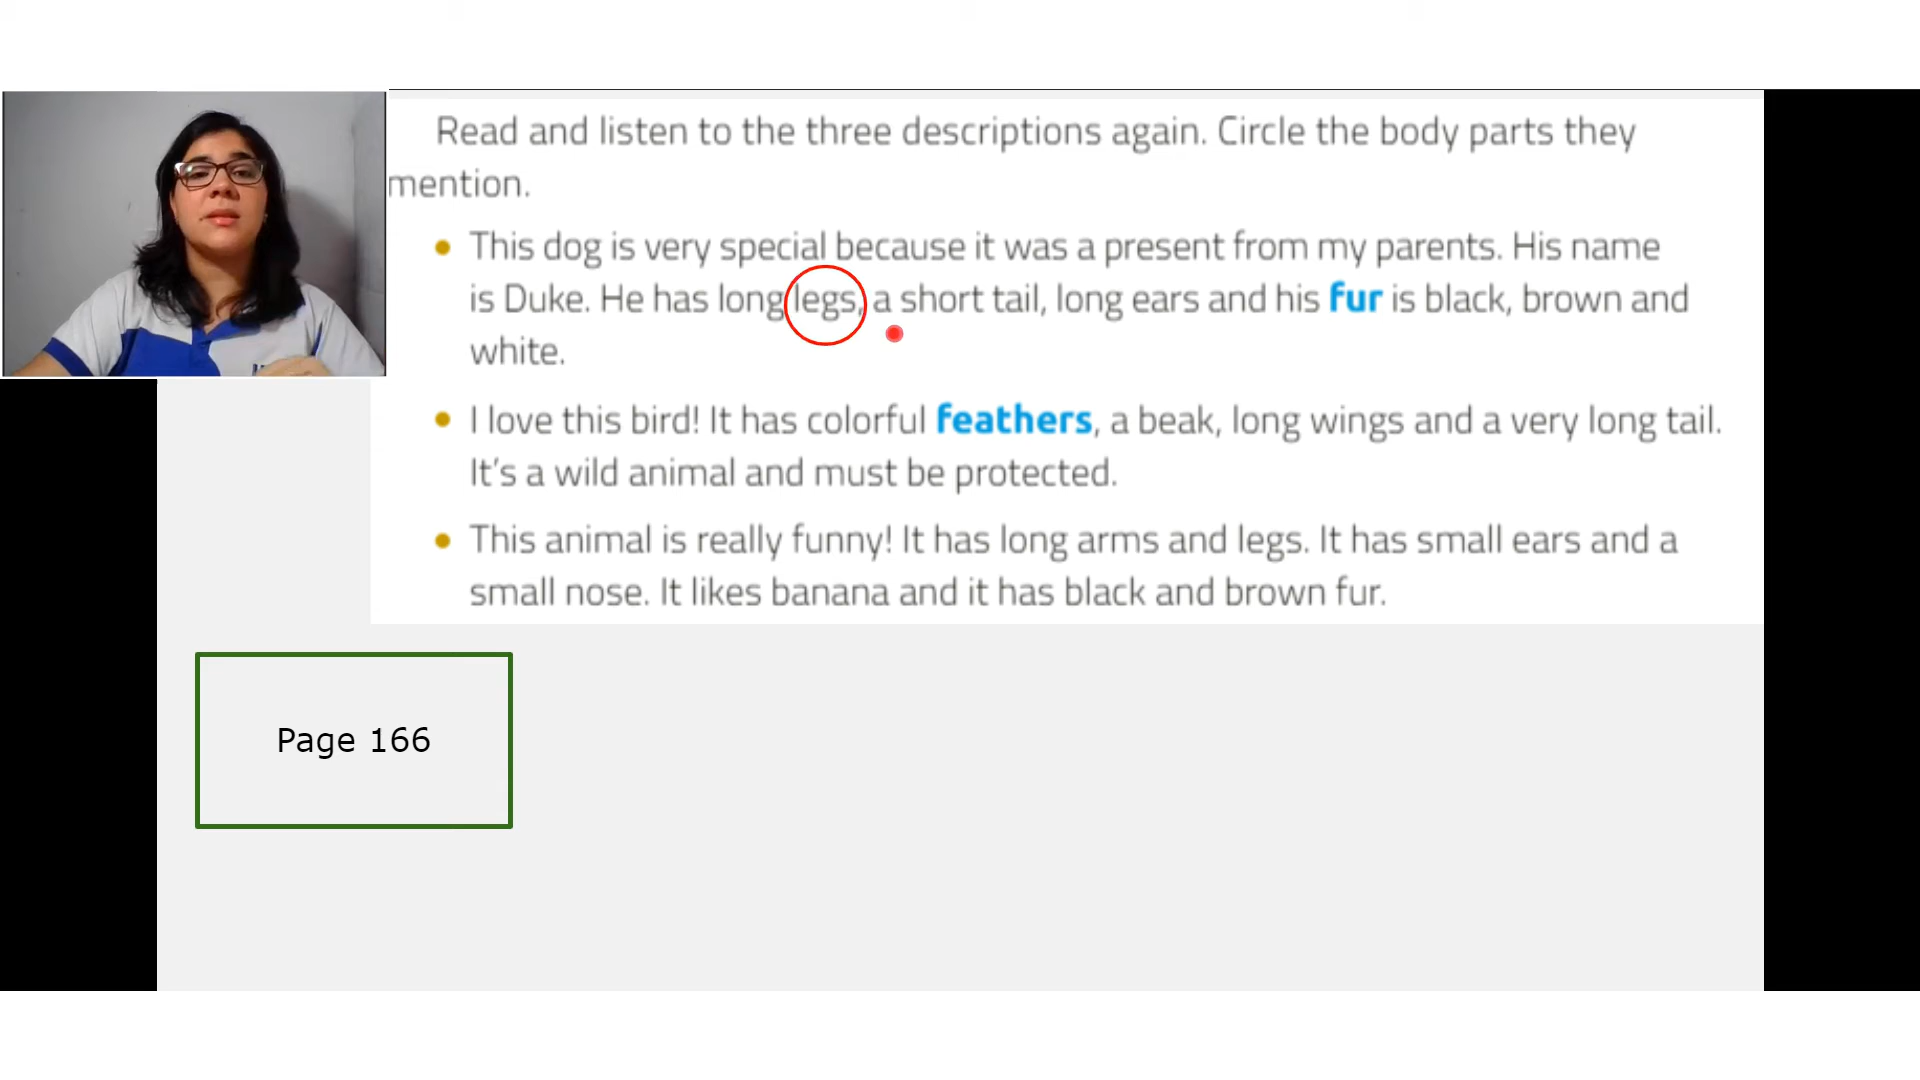 Read and listen to the three descriptions again. Circle the body parts they
mention.
• This dog is very special because it was a present from my parents. His name
is Duke. He has long legs, a short tail, long ears and his fur is black, brown and
white.
• I love this bird! It has colorful feathers, a beak, long wings and a very long tail.
It's a wild animal and must be protected.
• This animal is really funny! It has long arms and legs. It has small ears and a
small nose. It likes banana and it has black and brown fur.
Page 166